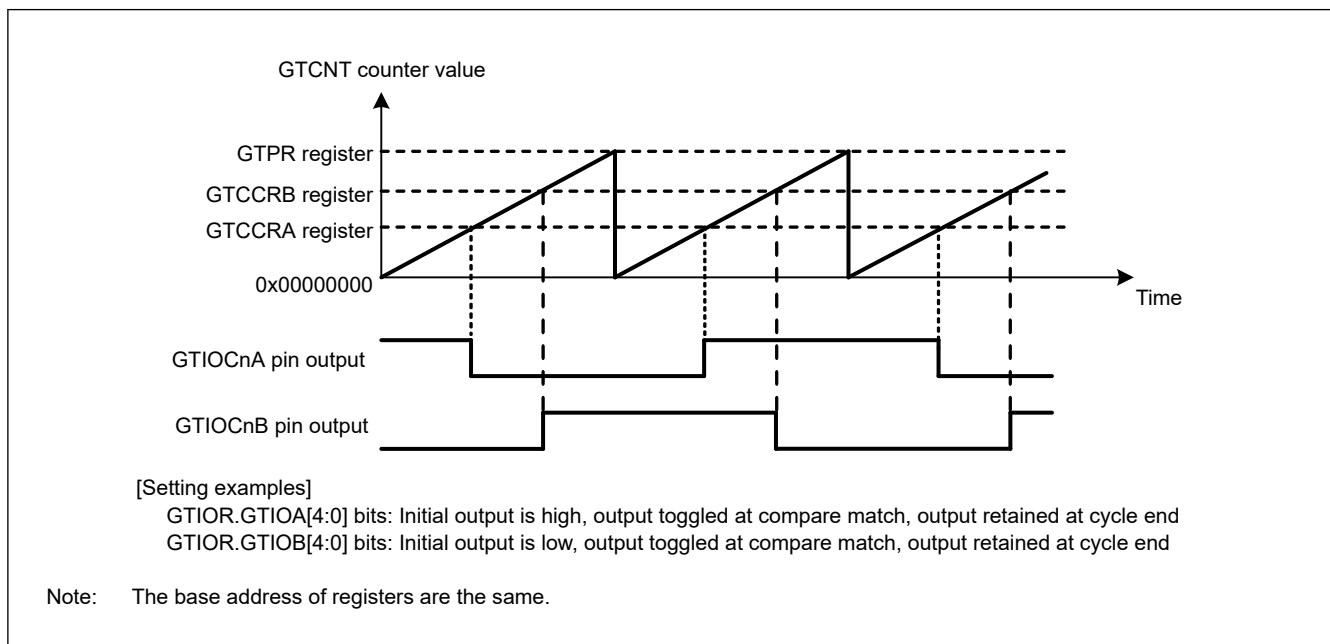 GTCNT counter value
GTPR register
GTCCRB register
GTCCRA register
0x00000000
Time
GTIOCnA pin output
GTIOCnB pin output
[Setting examples]
GTIOR.GTIOA[4:0] bits: Initial output is high, output toggled at compare match, output retained at cycle end
GTIOR.GTIOB[4:0] bits: Initial output is low, output toggled at compare match, output retained at cycle end
Note: The base address of registers are the same.